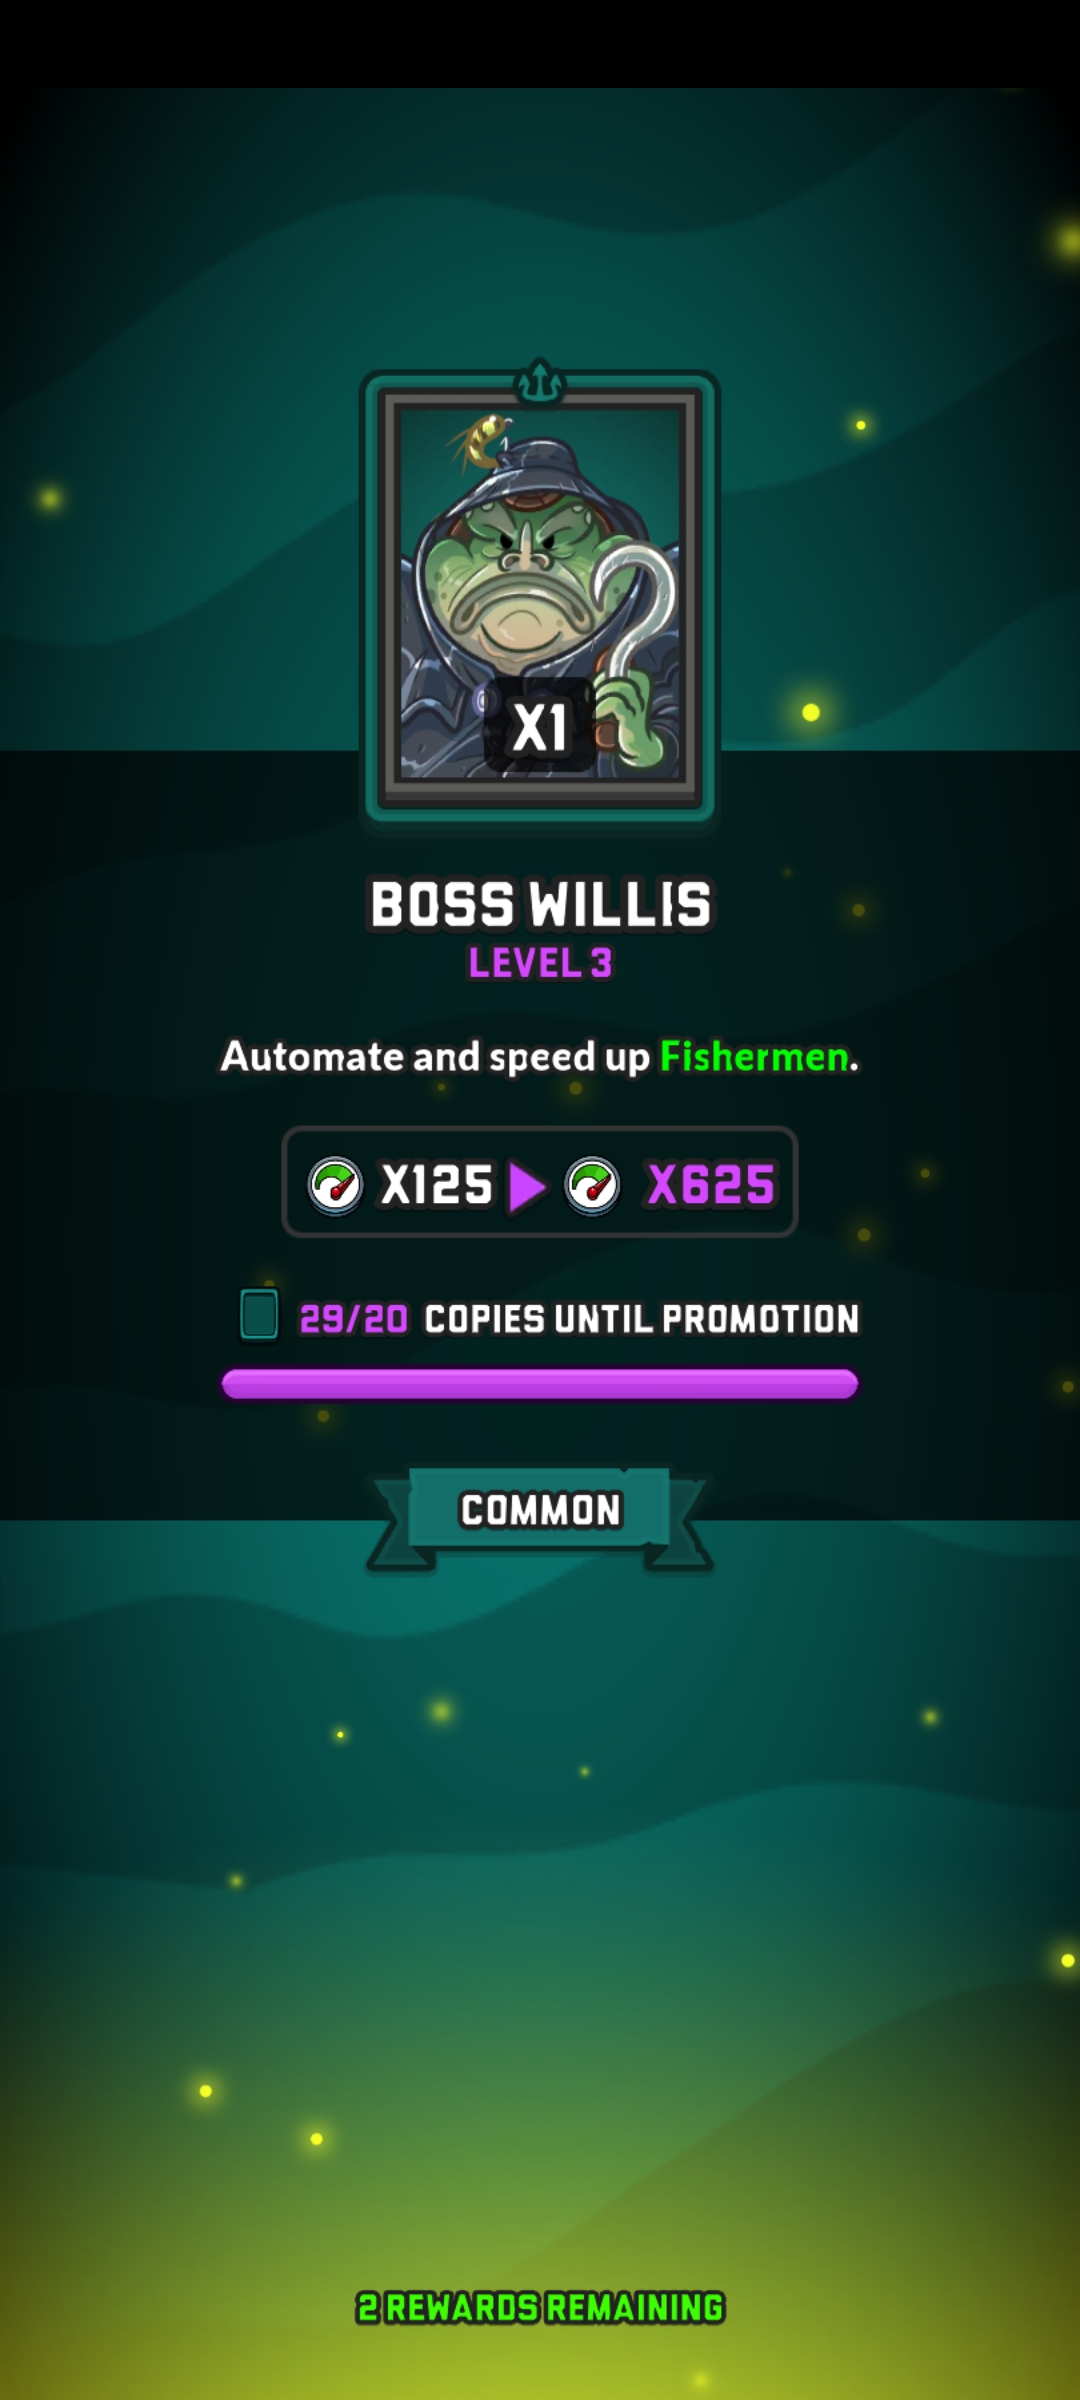 X1
BOSS WILLIS
LEVEL 3
Automate and speed up Fishermen.
X125 X625
29/20 COPIES UNTIL PROMOTION
COMMON
2 REWARDS REMAINING